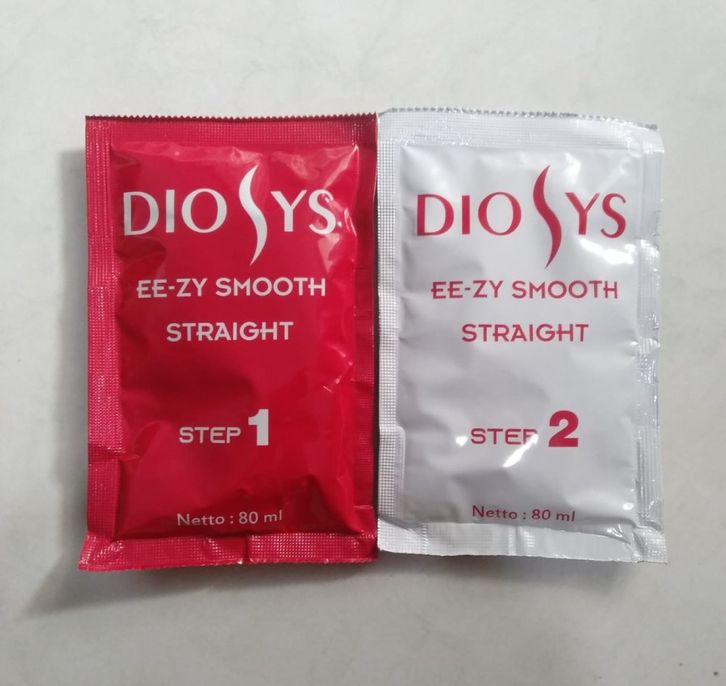 DIOSYS
EE-ZY SMOOTH
STRAIGHT
STEP 1
Netto : 80 ml
DIOSYS
EE-ZY SMOOTH
STRAIGHT
STEP 2
Netto : 80 ml